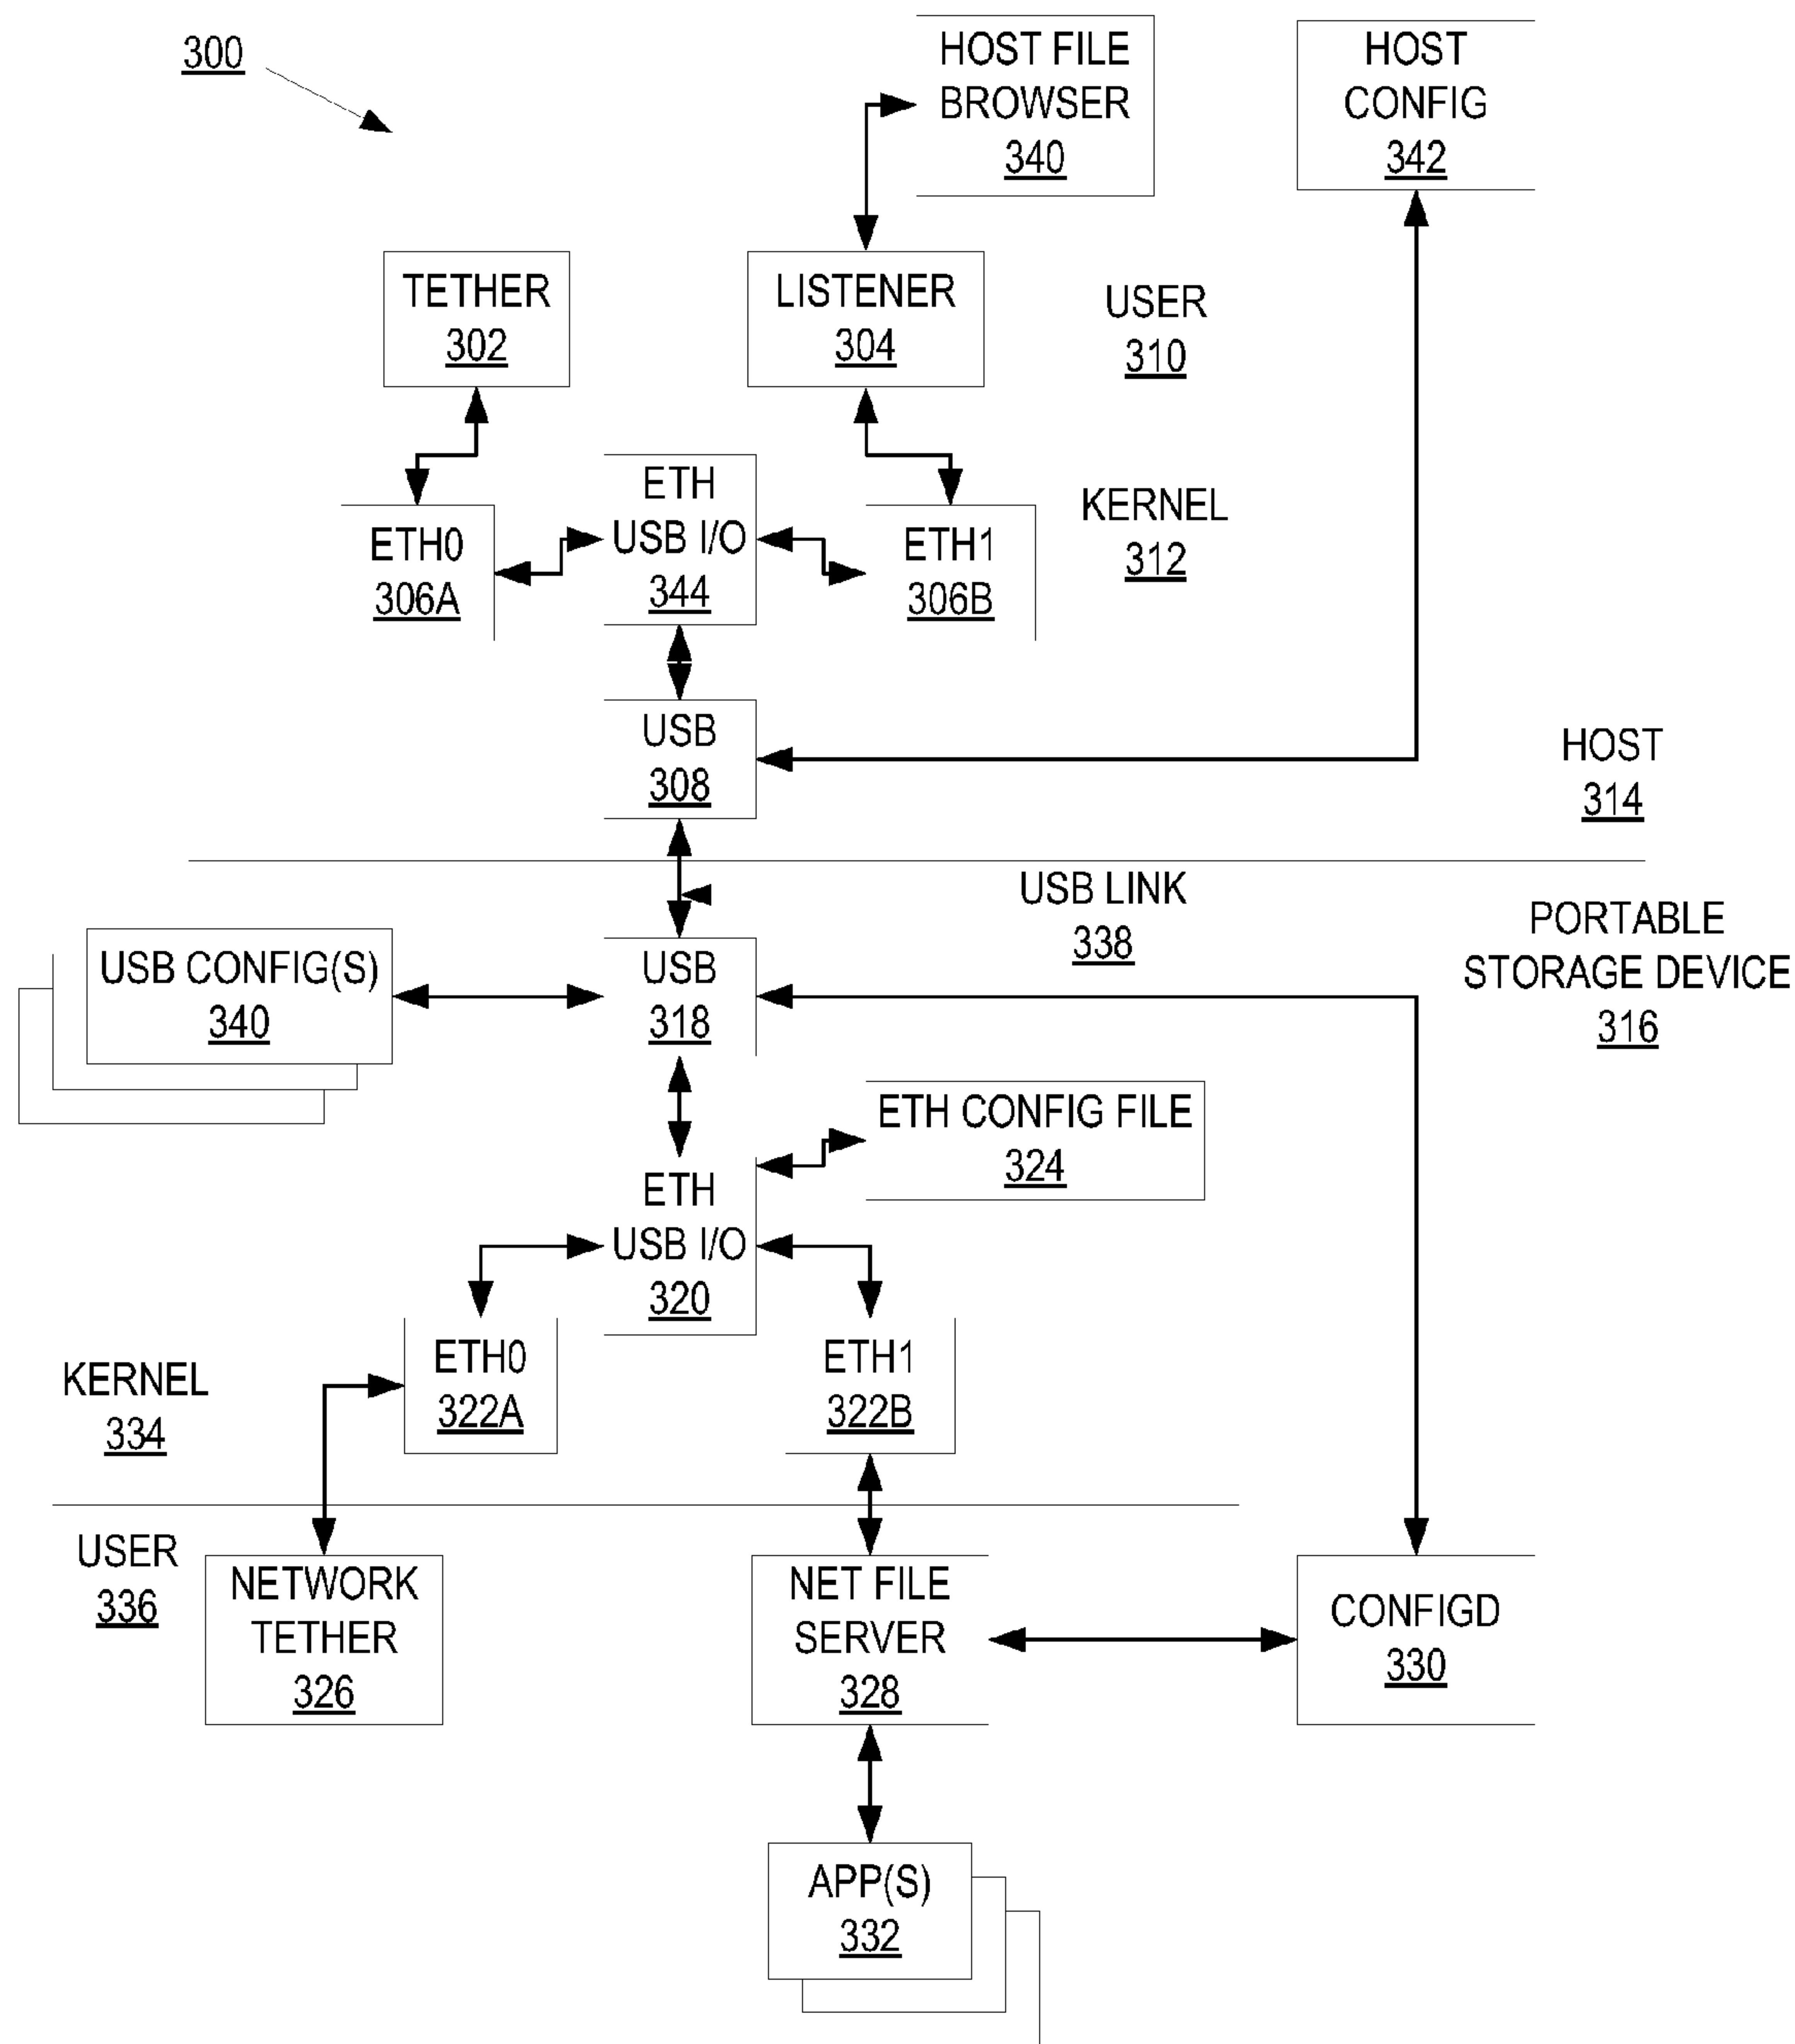 300
HOST FILE
BROWSER
340
HOST
CONFIG
342
TETHER
302
LISTENER
304
USER
310
ETH0
306A
ETH
USB I/O
344
ETH1
306B
KERNEL
312
USB
308
HOST
314
USB LINK
338
PORTABLE
STORAGE DEVICE
316
USB CONFIG(S)
340
USB
318
ETH CONFIG FILE
324
ETH
USB I/O
320
ETH0
322A
ETH1
322B
KERNEL
334
USER
336
NETWORK
TETHER
326
NET FILE
SERVER
328
CONFIGD
330
APP(S)
332